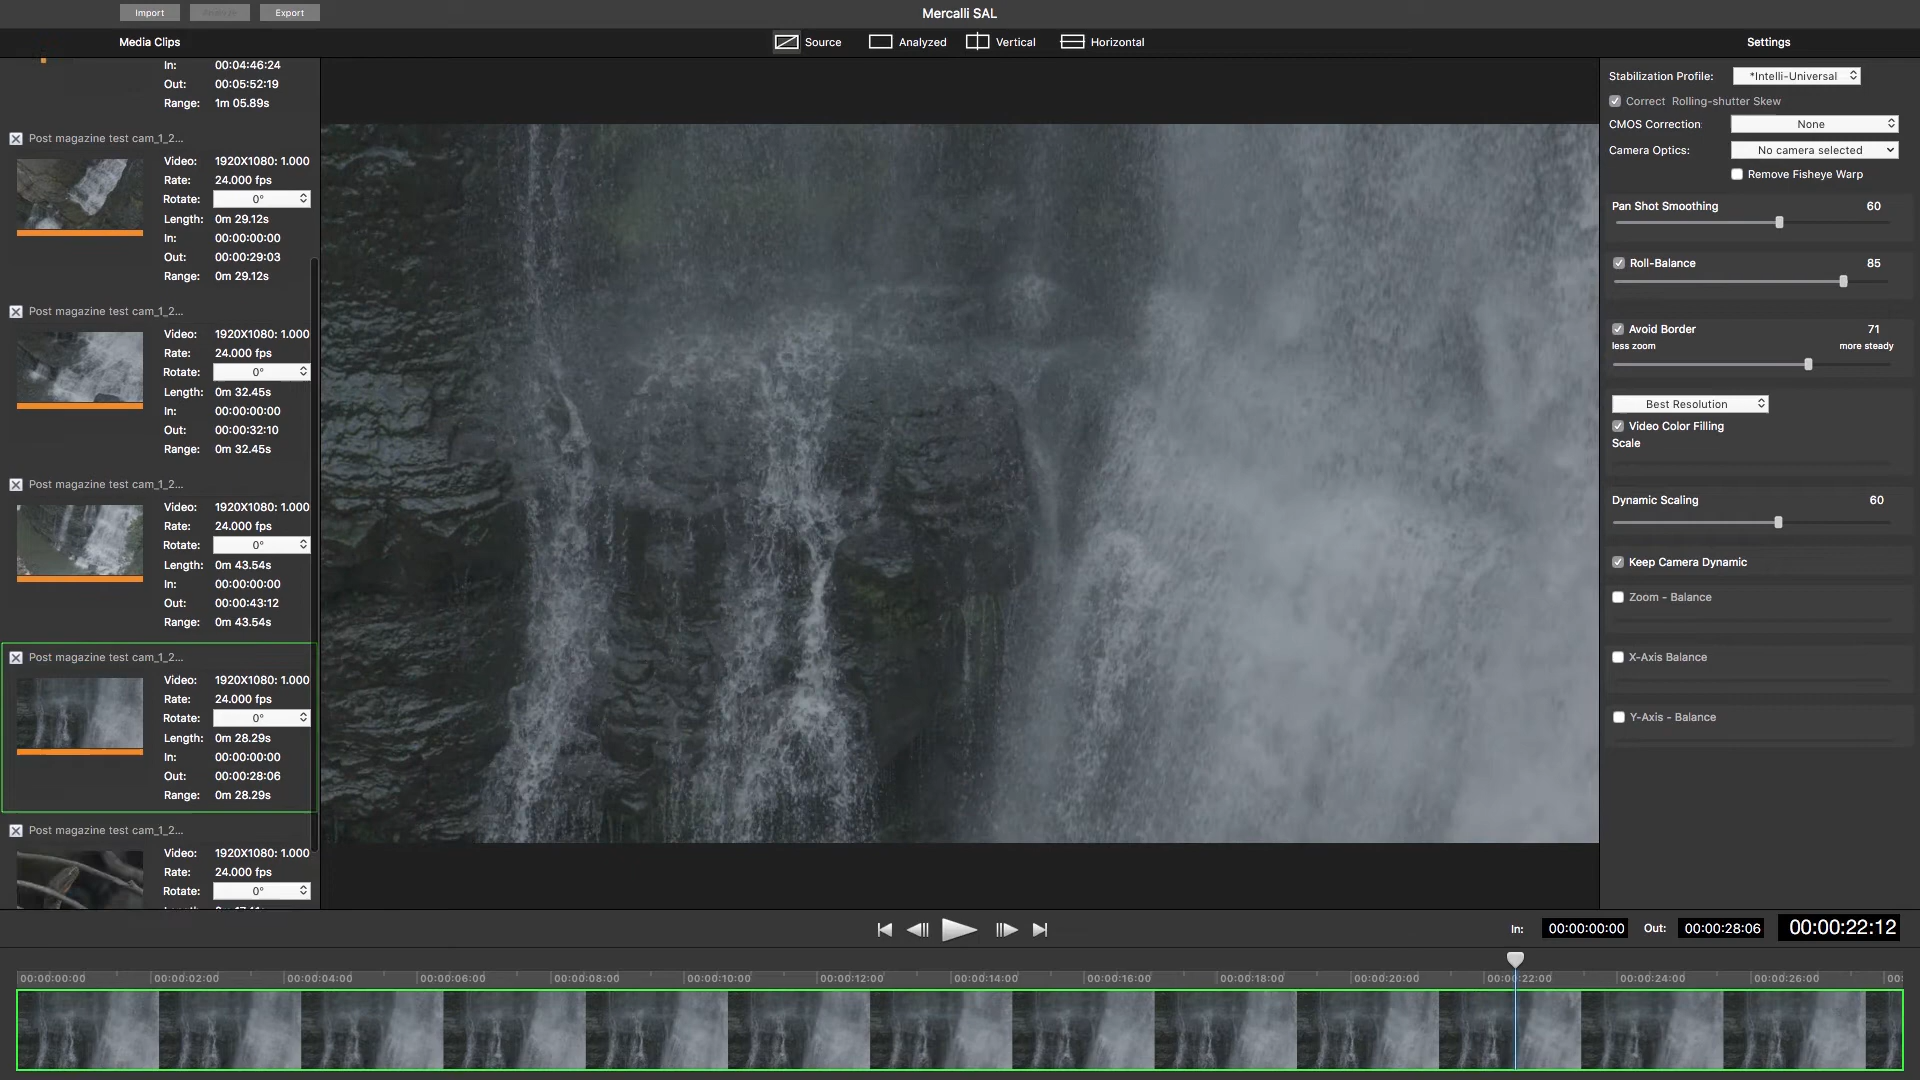 Import
Export
Mercalli SAL
Media Clips
Source
Analyzed
Vertical
Horizontal
Settings
In: 00:04:46:24
Out: 00:05:52:19
Range: 1m 05.89s
Post magazine test cam_1_2...
Video: 1920X1080: 1.000
Rate: 24.000 fps
Rotate: 0°
Length: 0m 29.12s
In: 00:00:00:00
Out: 00:00:29:03
Range: 0m 29.12s
Post magazine test cam_1_2...
Video: 1920X1080: 1.000
Rate: 24.000 fps
Rotate: 0°
Length: 0m 32.45s
In: 00:00:00:00
Out: 00:00:32:10
Range: 0m 32.45s
Post magazine test cam_1_2...
Video: 1920X1080: 1.000
Rate: 24.000 fps
Rotate: 0°
Length: 0m 43.54s
In: 00:00:00:00
Out: 00:00:43:12
Range: 0m 43.54s
Post magazine test cam_1_2...
Video: 1920X1080: 1.000
Rate: 24.000 fps
Rotate: 0°
Length: 0m 28.29s
In: 00:00:00:00
Out: 00:00:28:06
Range: 0m 28.29s
Post magazine test cam_1_2...
Video: 1920X1080: 1.000
Rate: 24.000 fps
Rotate: 0°
Stabilization Profile: *Intelli-Universal
Correct Rolling-shutter Skew
CMOS Correction: None
Camera Optics: No camera selected
Remove Fisheye Warp
Pan Shot Smoothing 60
Roll-Balance 85
Avoid Border 71
less zoom more steady
Best Resolution
Video Color Filling
Scale
Dynamic Scaling 60
Keep Camera Dynamic
Zoom - Balance
X-Axis Balance
Y-Axis - Balance
In: 00:00:00:00 Out: 00:00:28:06 00:00:22:12
00:00:00:00 00:00:02:00 00:00:04:00 00:00:06:00 00:00:08:00 00:00:10:00 00:00:12:00 00:00:14:00 00:00:16:00 00:00:18:00 00:00:20:00 00:00:22:00 00:00:24:00 00:00:26:00